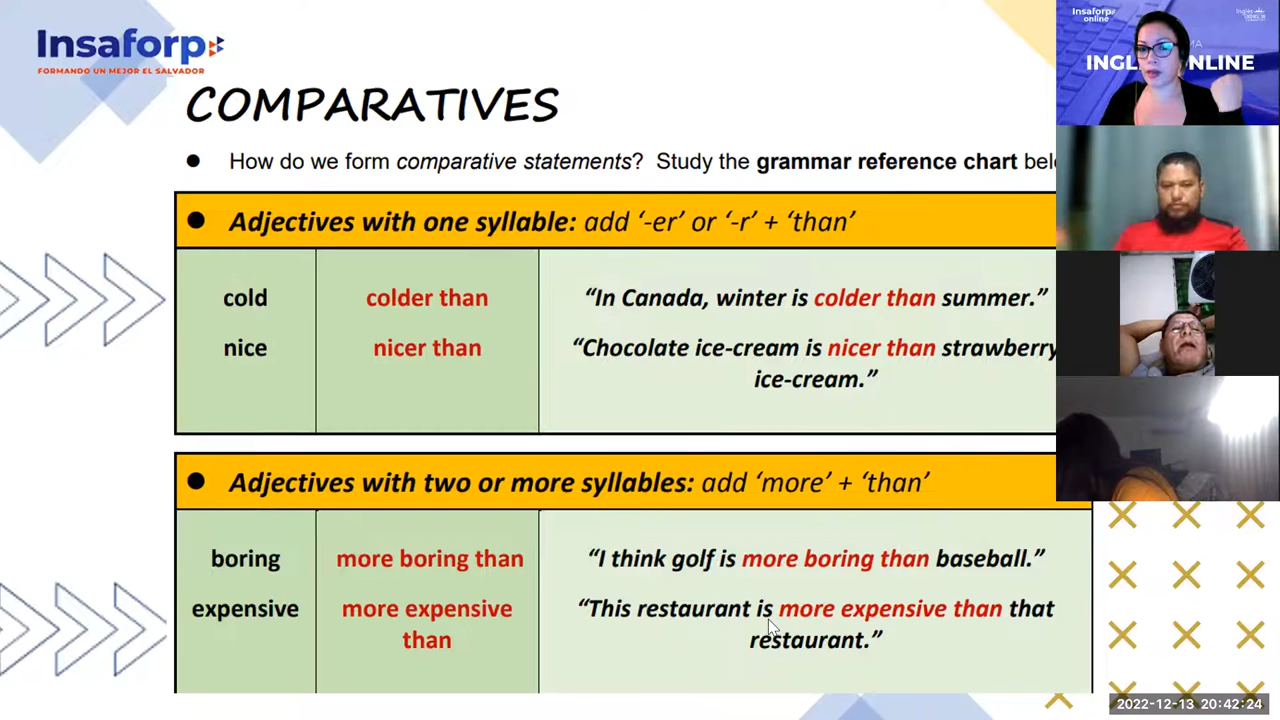 Insaforp
FORMANDO UN MEJOR EL SALVADOR
COMPARATIVES
● How do we form comparative statements? Study the grammar reference chart
● Adjectives with one syllable: add ‘-er’ or ‘-r’ + ‘than’
cold
colder than
“In Canada, winter is colder than summer.”
nice
nicer than
“Chocolate ice-cream is nicer than strawberry
ice-cream.”
● Adjectives with two or more syllables: add ‘more’ + ‘than’
boring
more boring than
“I think golf is more boring than baseball.”
expensive
more expensive
than
“This restaurant is more expensive than that
restaurant.”
Insaforp
online
2022-12-13 20:42:24